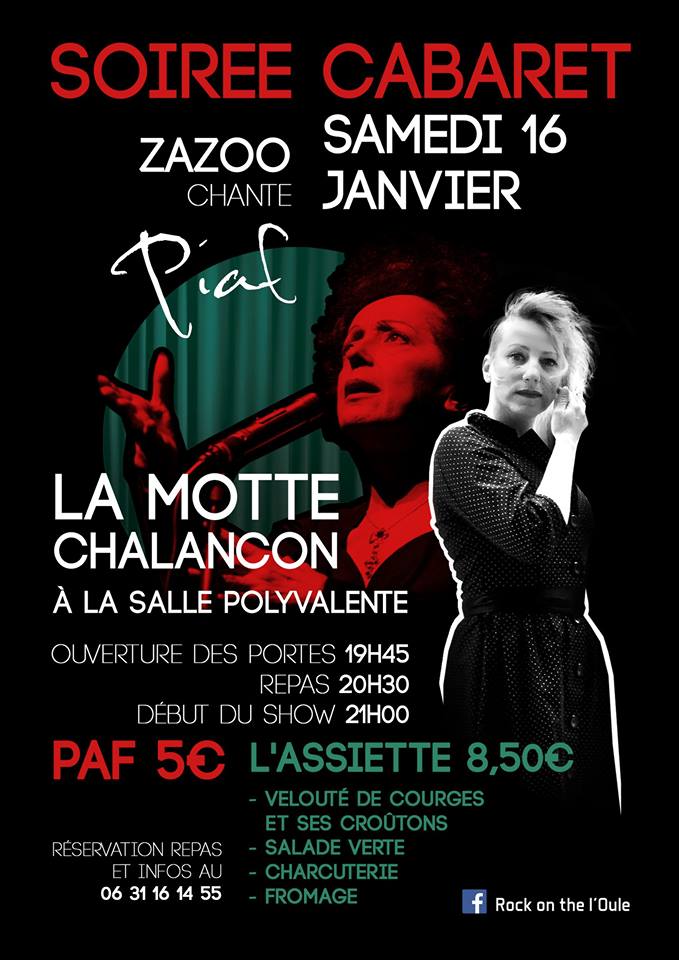 SOIREE CABARET
ZAZOO
CHANTE
Piaf
SAMEDI 16
JANVIER
LA MOTTE
CHALANCON
À LA SALLE POLYVALENTE
OUVERTURE DES PORTES 19H45
REPAS 20H30
DÉBUT DU SHOW 21H00
PAF 5€
RÉSERVATION REPAS
ET INFOS AU
06 31 16 14 55
L'ASSIETTE 8,50€
- VELOUTÉ DE COURGES
ET SES CROÛTONS
- SALADE VERTE
- CHARCUTERIE
- FROMAGE
f Rock on the l'Oule